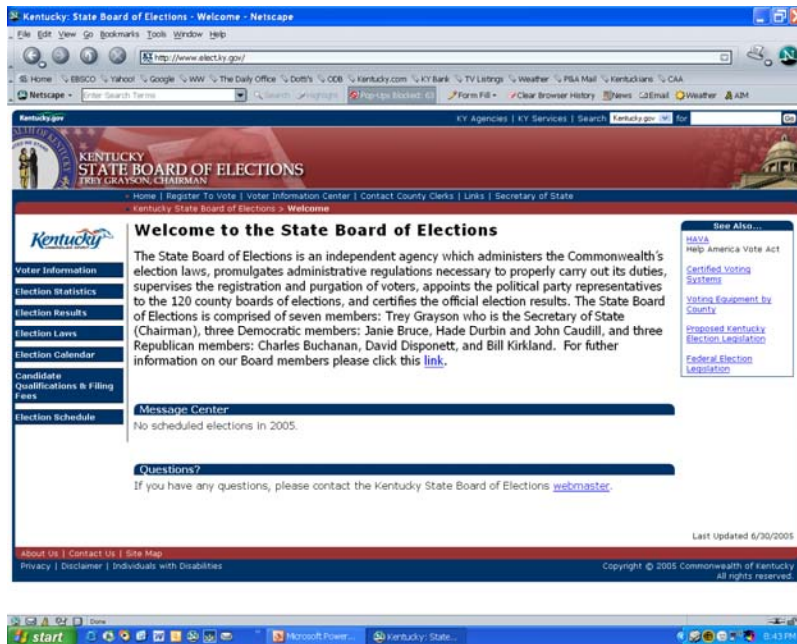 Kentucky: State Board of Elections - Welcome - Netscape
File Edit View Go Bookmarks Tools Window Help
http://www.elect.ky.gov/
Home EBSCO Yahoo! Google WW The Daily Office Dotti's ODB Kentucky.com KY Bank TV Listings Weather PSA Mail Kentuckians CAA
Netscape Enter Search Terms Search Highlight Pop-Ups Blocked: 63 Form Fill Clear Browser History News Email Weather AIM
Kentucky.gov KY Agencies | KY Services | Search Kentucky.gov for Go
KENTUCKY
STATE BOARD OF ELECTIONS
TREY GRAYSON, CHAIRMAN
Home | Register To Vote | Voter Information Center | Contact County Clerks | Links | Secretary of State
Kentucky State Board of Elections > Welcome
Kentucky
UNBRIDLED SPIRIT
Voter Information
Election Statistics
Election Results
Election Laws
Election Calendar
Candidate
Qualifications & Filing
Fees
Election Schedule
Welcome to the State Board of Elections
The State Board of Elections is an independent agency which administers the Commonwealth's
election laws, promulgates administrative regulations necessary to properly carry out its duties,
supervises the registration and purgation of voters, appoints the political party representatives
to the 120 county boards of elections, and certifies the official election results. The State Board
of Elections is comprised of seven members: Trey Grayson who is the Secretary of State
(Chairman), three Democratic members: Janie Bruce, Hade Durbin and John Caudill, and three
Republican members: Charles Buchanan, David Disponett, and Bill Kirkland. For futher
information on our Board members please click this link.
Message Center
No scheduled elections in 2005.
Questions?
If you have any questions, please contact the Kentucky State Board of Elections webmaster.
See Also...
HAVA
Help America Vote Act
Certified Voting
Systems
Voting Equipment by
County
Proposed Kentucky
Election Legislation
Federal Election
Legislation
Last Updated 6/30/2005
About Us | Contact Us | Site Map
Privacy | Disclaimer | Individuals with Disabilities
Copyright © 2005 Commonwealth of Kentucky
All rights reserved.
Done
start Microsoft Power... Kentucky: State... 8:43 PM